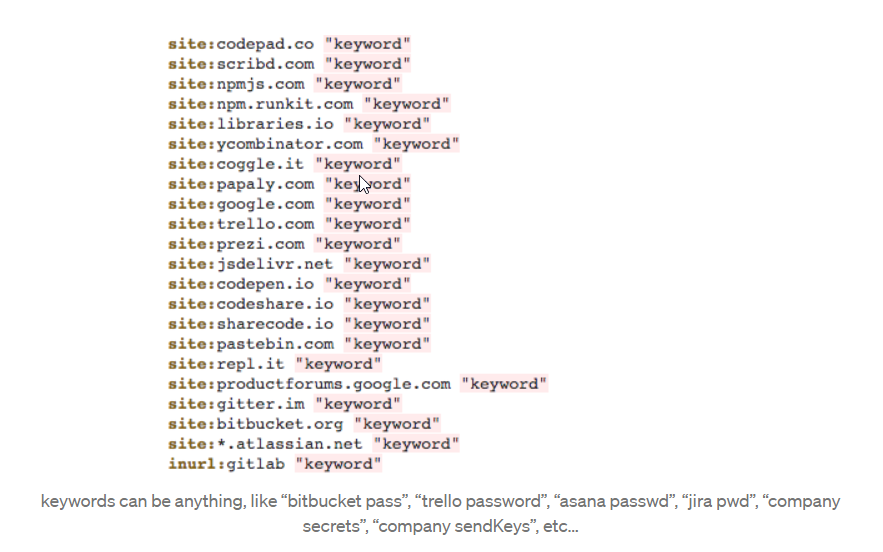 site:codepad.co "keyword"
site:scribd.com "keyword"
site:npmjs.com "keyword"
site:npm.runkit.com "keyword"
site:libraries.io "keyword"
site:ycombinator.com "keyword"
site:coggle.it "keyword"
site:papaly.com "keyword"
site:google.com "keyword"
site:trello.com "keyword"
site:prezi.com "keyword"
site:jsdelivr.net "keyword"
site:codepen.io "keyword"
site:codeshare.io "keyword"
site:sharecode.io "keyword"
site:pastebin.com "keyword"
site:repl.it "keyword"
site:productforums.google.com "keyword"
site:gitter.im "keyword"
site:bitbucket.org "keyword"
site:*.atlassian.net "keyword"
inurl:gitlab "keyword"
keywords can be anything, like “bitbucket pass”, “trello password”, “asana passwd”, “jira pwd”, “company
secrets”, “company sendKeys”, etc…